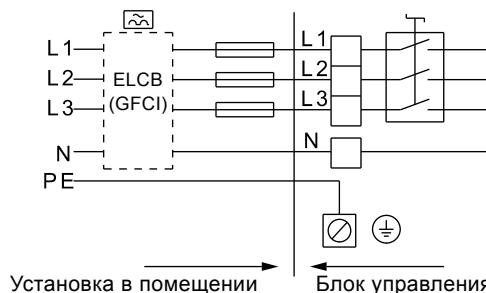 L1
L2
L3
N
PE
ELCB
(GFCI)
L1
L2
L3
N
Установка в помещении
Блок управления